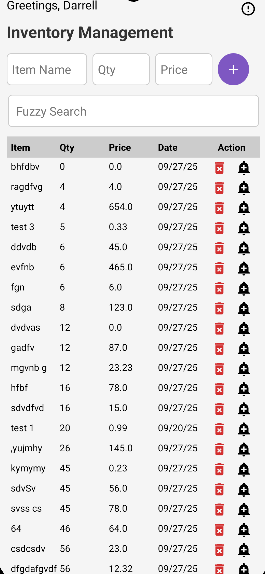 Greetings, Darrell
Inventory Management
Item Name Qty Price +
Fuzzy Search
Item Qty Price Date Action
bhfdbv 0 0.0 09/27/25
ragdfvg 4 4.0 09/27/25
ytuytt 4 654.0 09/27/25
test 3 5 0.33 09/27/25
ddvdb 6 45.0 09/27/25
evfnb 6 465.0 09/27/25
fgn 6 6.0 09/27/25
sdga 8 123.0 09/27/25
dvdvas 12 0.0 09/27/25
gadfv 12 87.0 09/27/25
mgvnb g 12 23.23 09/27/25
hfbf 16 78.0 09/27/25
sdvdfvd 16 15.0 09/27/25
test 1 20 0.99 09/20/25
,yujmhy 26 145.0 09/27/25
kymymy 45 0.23 09/27/25
sdvSv 45 56.0 09/27/25
svss cs 45 78.0 09/27/25
64 46 64.0 09/27/25
csdcsdv 56 23.0 09/27/25
dfgdafgvdf 56 12.32 09/27/25